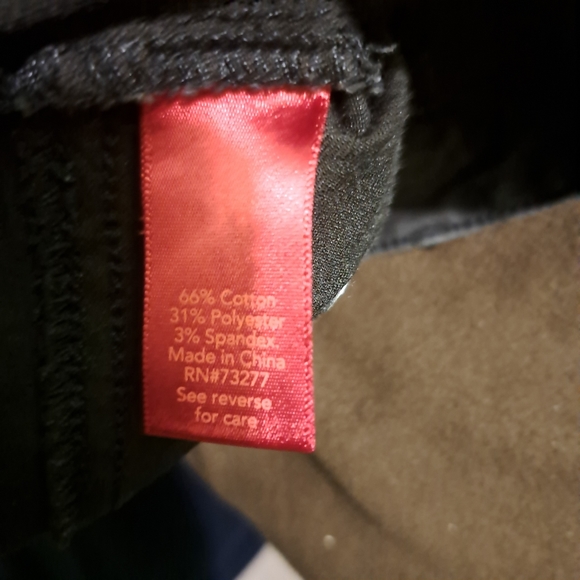 66% Cotton
31% Polyester
3% Spandex
Made in China
RN#73277
See reverse
for care